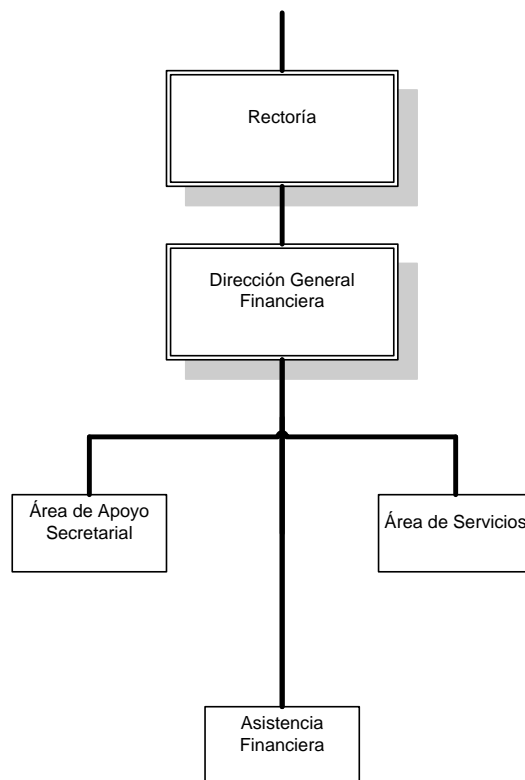 Rectoría
Dirección General
Financiera
Área de Apoyo
Secretarial
Área de Servicios
Asistencia
Financiera